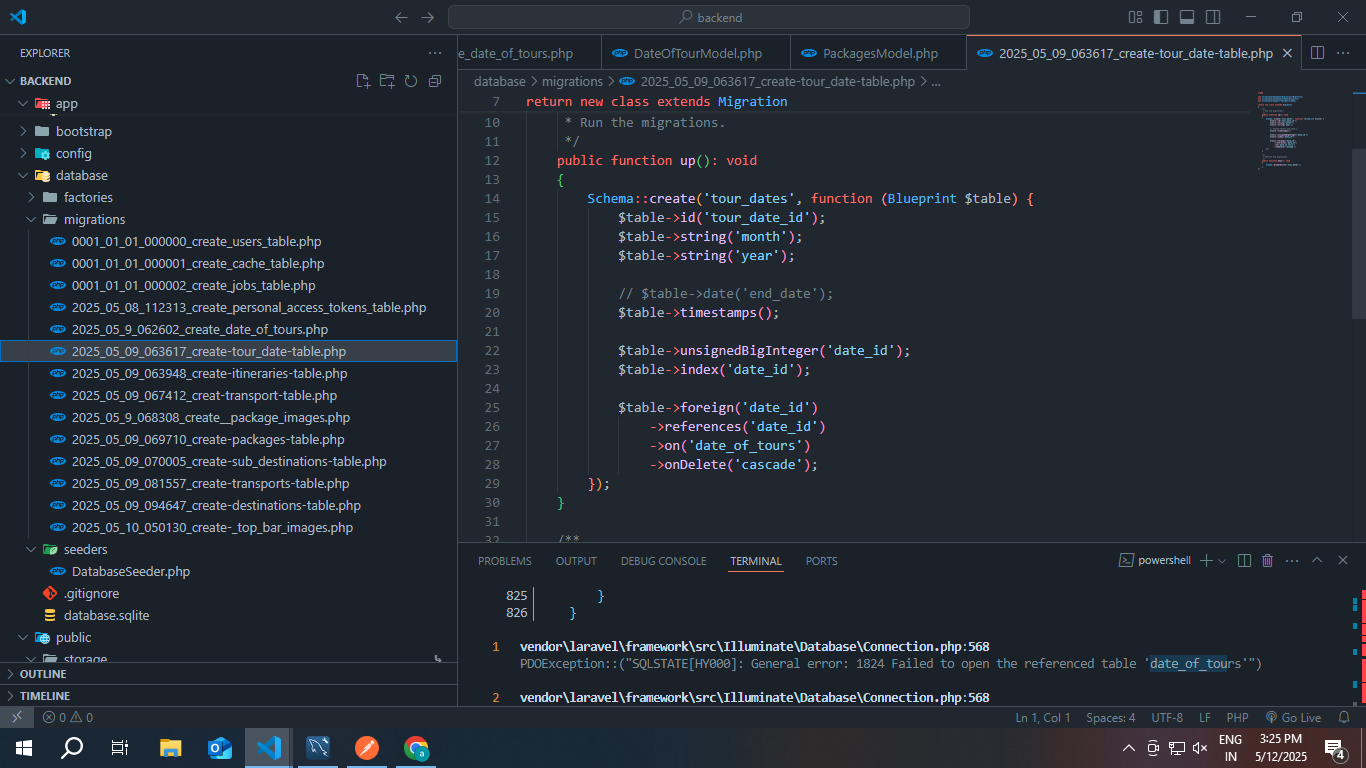 backend
EXPLORER
BACKEND
app
bootstrap
config
database
factories
migrations
0001_01_01_000000_create_users_table.php
0001_01_01_000001_create_cache_table.php
0001_01_01_000002_create_jobs_table.php
2025_05_08_112313_create_personal_access_tokens_table.php
2025_05_9_062602_create_date_of_tours.php
2025_05_09_063617_create-tour_date-table.php
2025_05_09_063948_create-itineraries-table.php
2025_05_09_067412_creat-transport-table.php
2025_05_9_068308_create__package_images.php
2025_05_09_069710_create-packages-table.php
2025_05_09_070005_create-sub_destinations-table.php
2025_05_09_081557_create-transports-table.php
2025_05_09_094647_create-destinations-table.php
2025_05_10_050130_create-_top_bar_images.php
seeders
DatabaseSeeder.php
.gitignore
database.sqlite
public
storage
OUTLINE
TIMELINE
e_date_of_tours.php
DateOfTourModel.php
PackagesModel.php
2025_05_09_063617_create-tour_date-table.php
database > migrations > 2025_05_09_063617_create-tour_date-table.php > ...
7 return new class extends Migration
10 * Run the migrations.
11 */
12 public function up(): void
13 {
14 Schema::create('tour_dates', function (Blueprint $table) {
15 $table->id('tour_date_id');
16 $table->string('month');
17 $table->string('year');
18
19 // $table->date('end_date');
20 $table->timestamps();
21
22 $table->unsignedBigInteger('date_id');
23 $table->index('date_id');
24
25 $table->foreign('date_id')
26 ->references('date_id')
27 ->on('date_of_tours')
28 ->onDelete('cascade');
29 });
30 }
31
32 /**
PROBLEMS OUTPUT DEBUG CONSOLE TERMINAL PORTS
powershell
825 }
826 }
1 vendor\laravel\framework\src\Illuminate\Database\Connection.php:568
PDOException::("SQLSTATE[HY000]: General error: 1824 Failed to open the referenced table 'date_of_tours'")
2 vendor\laravel\framework\src\Illuminate\Database\Connection.php:568
0 0
Ln 1, Col 1 Spaces: 4 UTF-8 LF PHP Go Live
ENG
IN
3:25 PM
5/12/2025
4